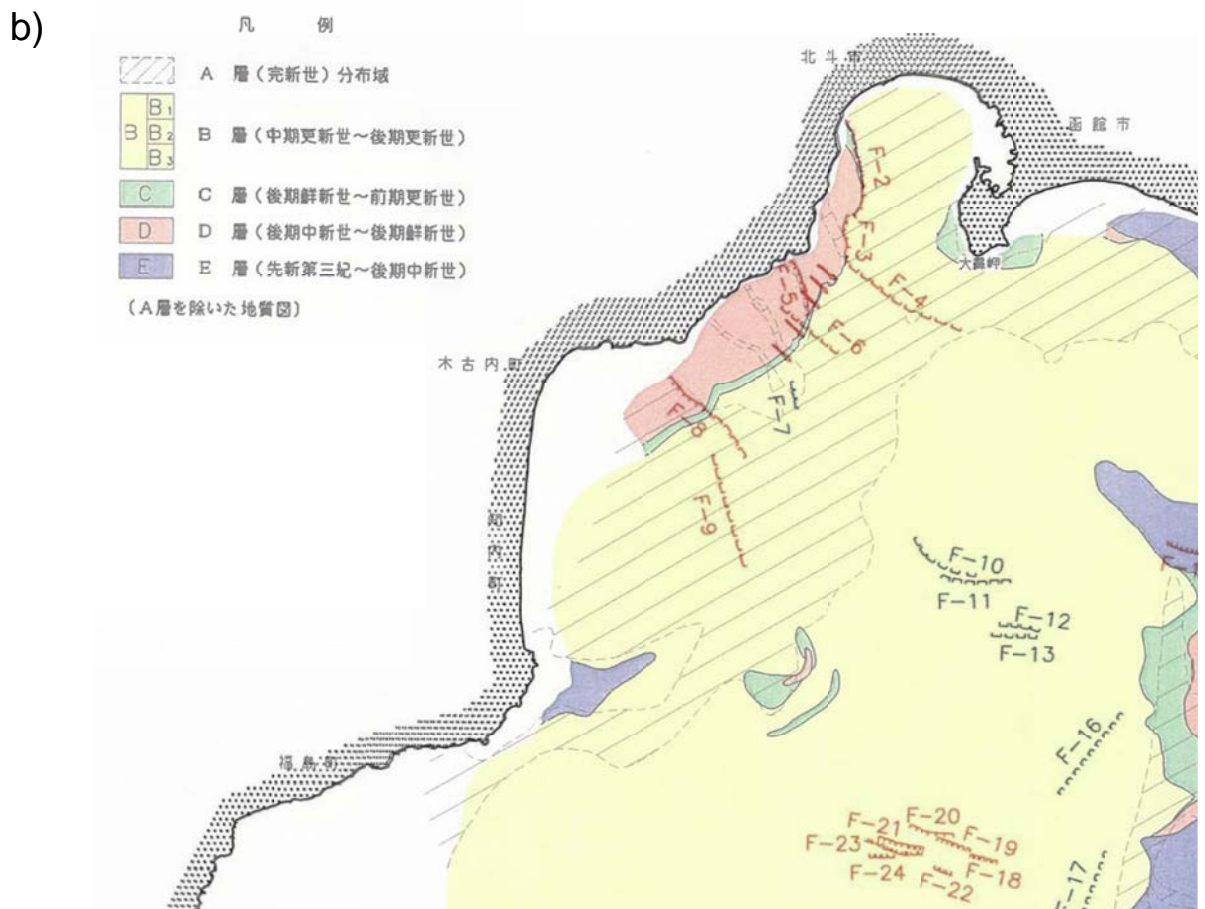 b)
凡 例
A 層(完新世)分布域
B B₁ B₂ B₃ B 層(中期更新世~後期更新世)
C C 層(後期鮮新世~前期更新世)
D D 層(後期中新世~後期鮮新世)
E E 層(先新第三紀~後期中新世)
(A層を除いた地質図)
北斗市
函館市
F-2
F-3
大鼻岬
F-4
F-5
F-6
木古内町
F-7
F-8
F-9
知内町
F-10
F-11
F-12
F-13
F-16
福島町
F-20
F-21
F-19
F-23
F-24
F-18
F-22
F-17